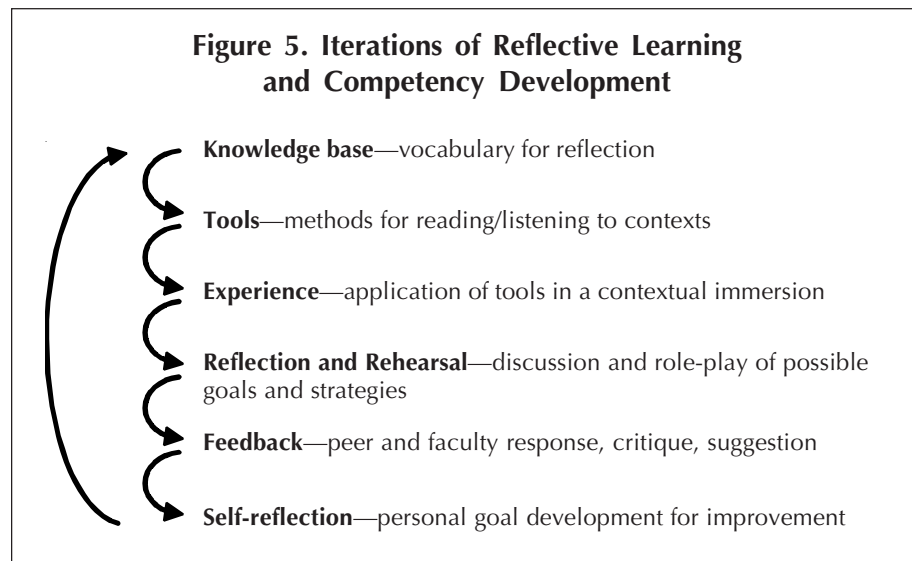 Figure 5. Iterations of Reflective Learning
and Competency Development
Knowledge base—vocabulary for reflection
Tools—methods for reading/listening to contexts
Experience—application of tools in a contextual immersion
Reflection and Rehearsal—discussion and role-play of possible
goals and strategies
Feedback—peer and faculty response, critique, suggestion
Self-reflection—personal goal development for improvement